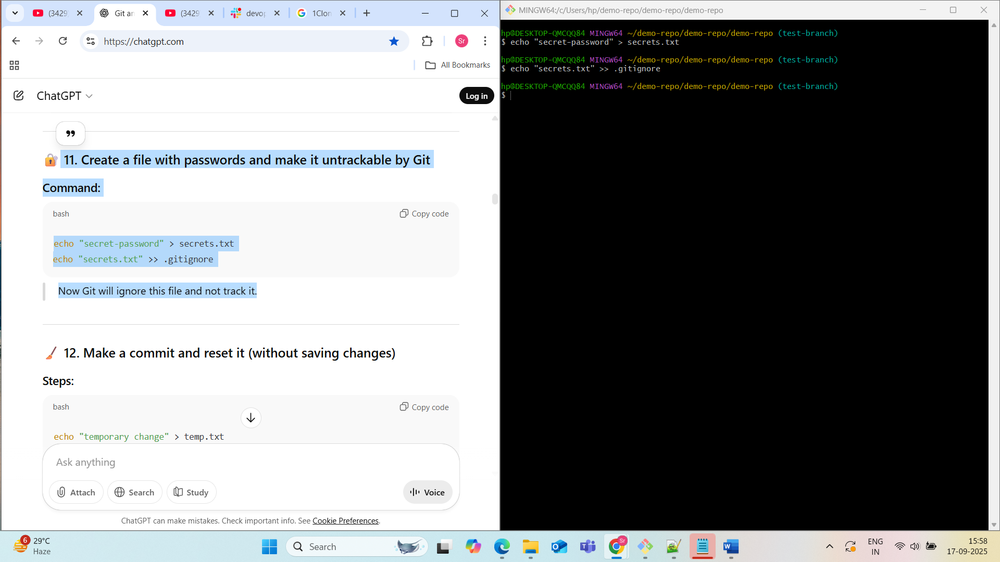 (3429
Git an
(3429
devop
1Clon
https://chatgpt.com
Sr
All Bookmarks
ChatGPT
Log in
11. Create a file with passwords and make it untrackable by Git
Command:
bash
Copy code
echo "secret-password" > secrets.txt
echo "secrets.txt" >> .gitignore
Now Git will ignore this file and not track it.
12. Make a commit and reset it (without saving changes)
Steps:
bash
Copy code
echo "temporary change" > temp.txt
Ask anything
Attach
Search
Study
Voice
ChatGPT can make mistakes. Check important info. See Cookie Preferences.
MINGW64:/c/Users/hp/demo-repo/demo-repo/demo-repo
hp@DESKTOP-QMCQQ84 MINGW64 ~/demo-repo/demo-repo/demo-repo (test-branch)
$ echo "secret-password" > secrets.txt
hp@DESKTOP-QMCQQ84 MINGW64 ~/demo-repo/demo-repo/demo-repo (test-branch)
$ echo "secrets.txt" >> .gitignore
hp@DESKTOP-QMCQQ84 MINGW64 ~/demo-repo/demo-repo/demo-repo (test-branch)
$
6
29°C
Haze
Search
Sr
ENG
IN
15:58
17-09-2025